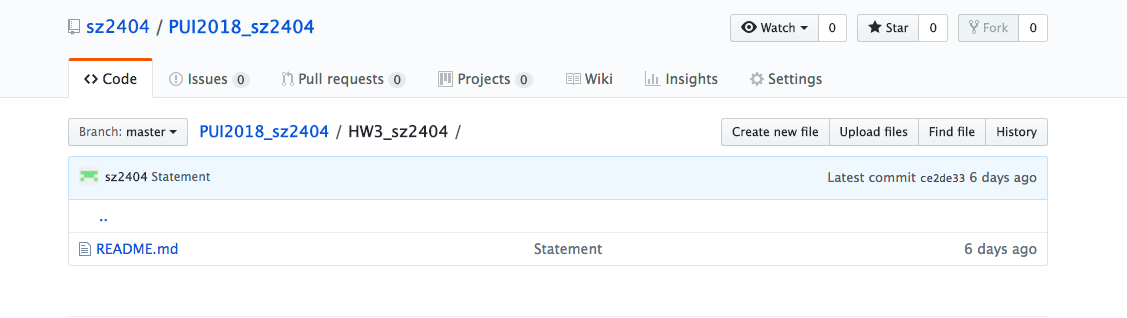 sz2404 / PUI2018_sz2404 Watch 0 Star 0 Fork 0
Code Issues 0 Pull requests 0 Projects 0 Wiki Insights Settings
Branch: master PUI2018_sz2404 / HW3_sz2404 / Create new file Upload files Find file History
sz2404 Statement Latest commit ce2de33 6 days ago
..
README.md Statement 6 days ago